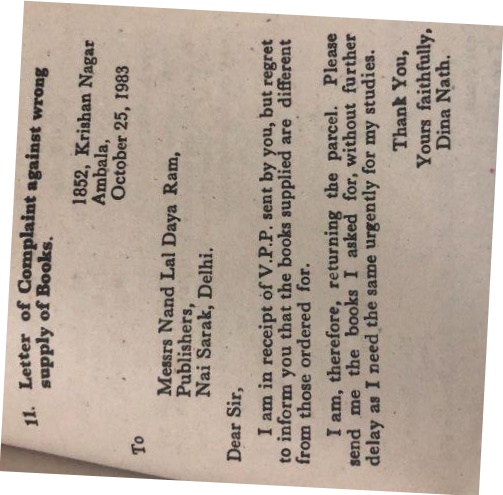 11. Letter of Complaint against wrong
supply of Books.
1852, Krishan Nagar
Ambala,
October 25, 1983
To
Messrs Nand Lal Daya Ram,
Publishers,
Nai Sarak, Delhi.
Dear Sir,
I am in receipt of V.P.P. sent by you, but regret
to inform you that the books supplied are different
from those ordered for.
I am, therefore, returning the parcel. Please
send me the books I asked for, without further
delay as I need the same urgently for my studies.
Thank You,
Yours faithfully,
Dina Nath.